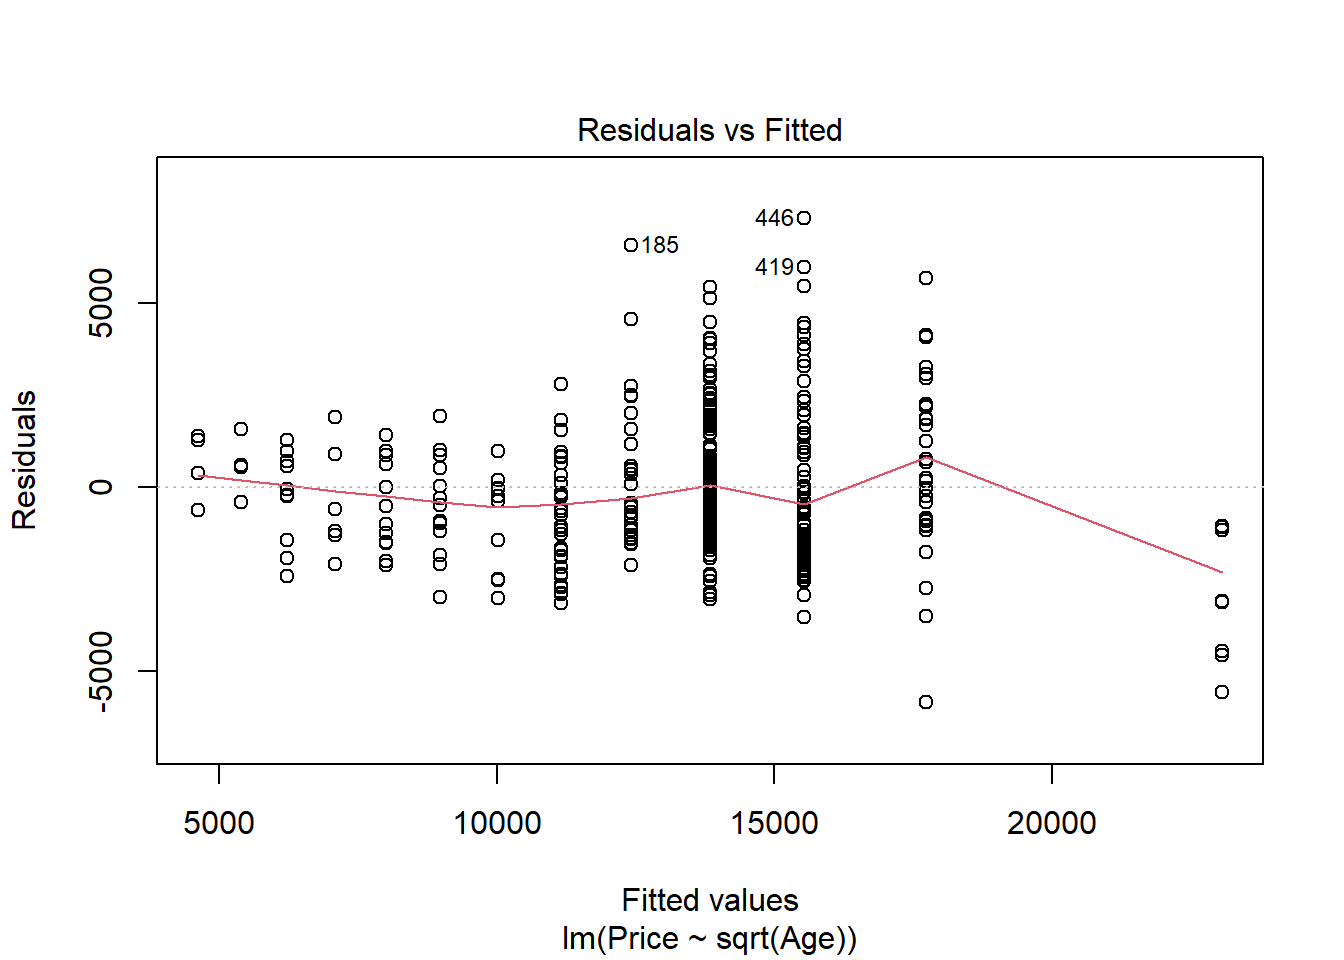 Residuals vs Fitted
446
185
419
5000
0
-5000
Residuals
5000 10000 15000 20000
Fitted values
lm(Price ~ sqrt(Age))